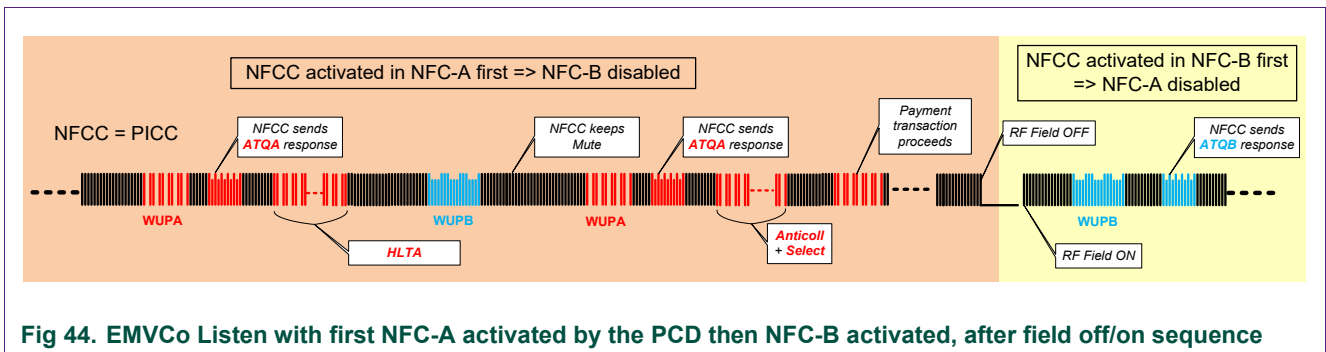 NFCC activated in NFC-A first => NFC-B disabled
NFCC activated in NFC-B first
=> NFC-A disabled
NFCC = PICC
NFCC sends
ATQA response
NFCC keeps
Mute
NFCC sends
ATQA response
Payment
transaction
proceeds
RF Field OFF
NFCC sends
ATQB response
WUPA
WUPB
WUPA
WUPB
HLTA
Anticoll
+ Select
RF Field ON
Fig 44. EMVCo Listen with first NFC-A activated by the PCD then NFC-B activated, after field off/on sequence